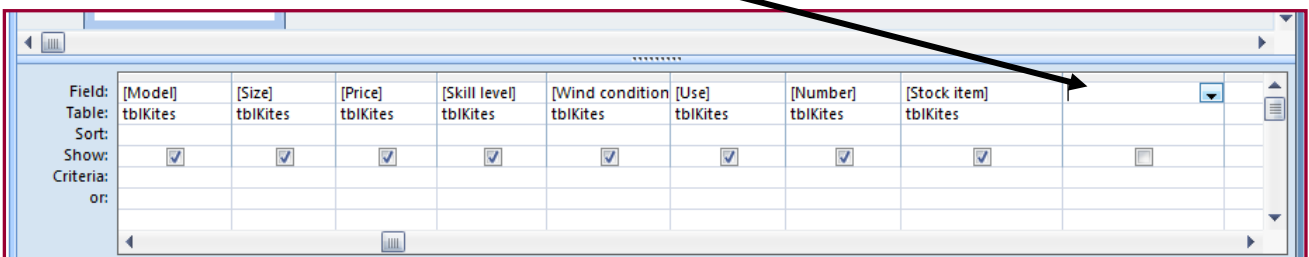 Field: [Model] [Size] [Price] [Skill level] [Wind condition [Use] [Number] [Stock item]
Table: tblKites tblKites tblKites tblKites tblKites tblKites tblKites tblKites
Sort:
Show:
Criteria:
or: